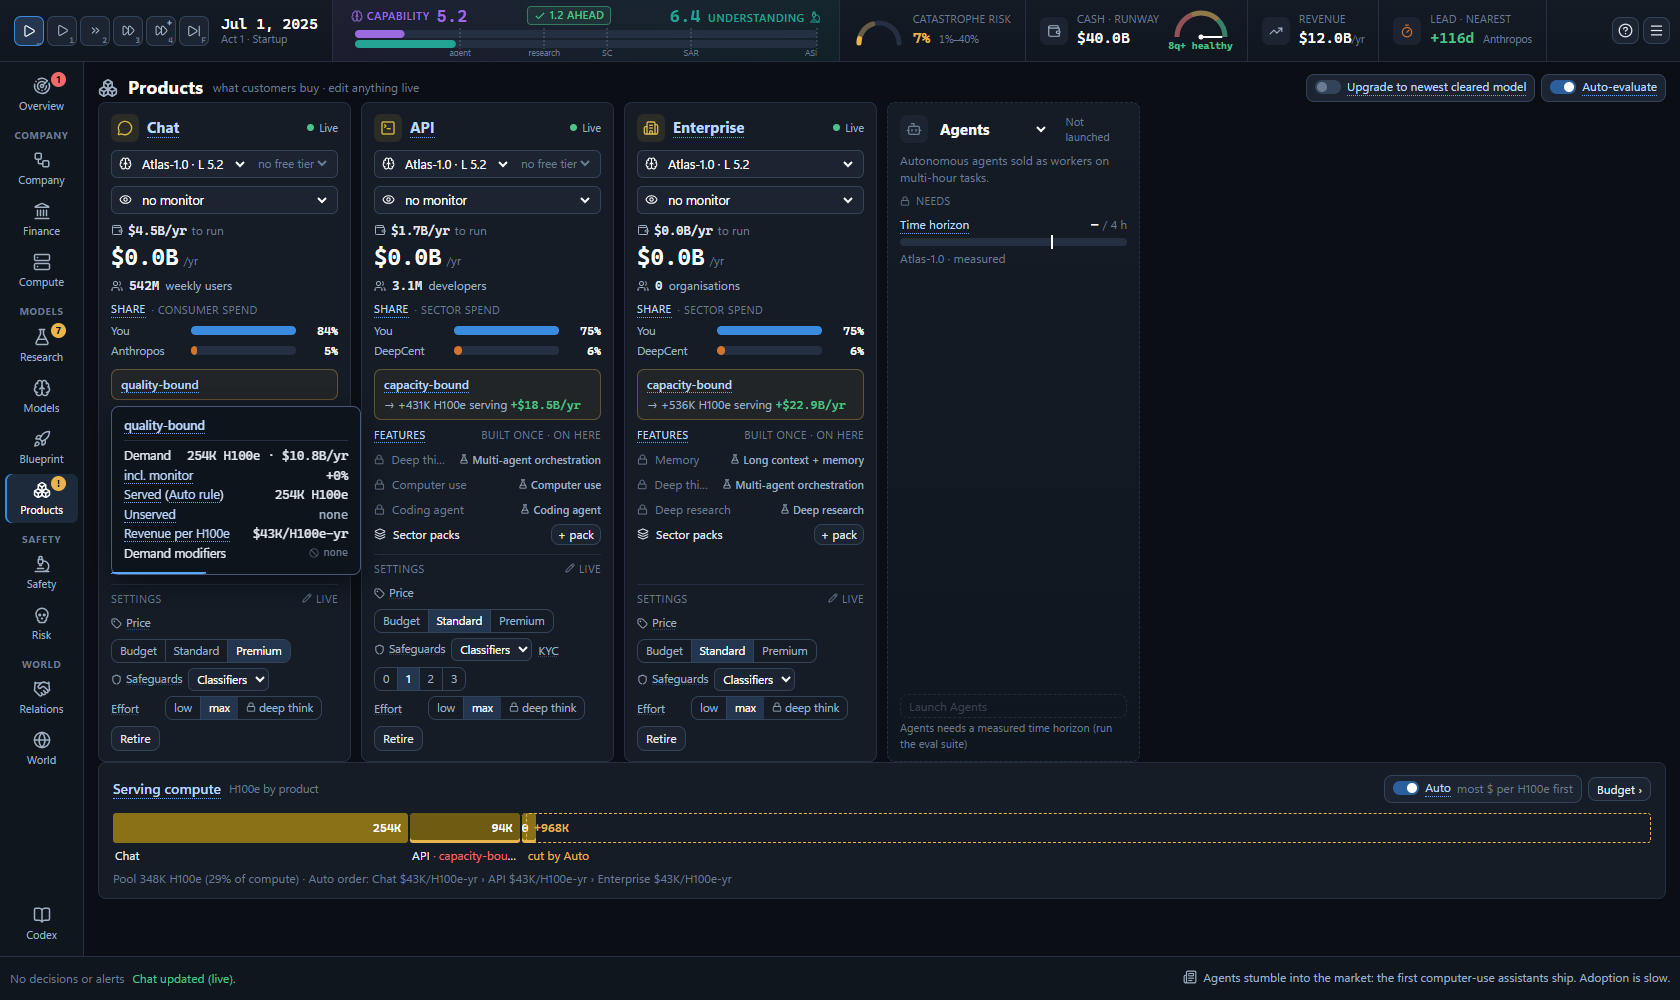 1
2
3
4
F
Jul 1, 2025
Act 1 · Startup
CAPABILITY 5.2
1.2 AHEAD
6.4 UNDERSTANDING
agent
research
SC
SAR
ASI
CATASTROPHE RISK
7% 1%–40%
CASH · RUNWAY
$40.0B
8q+ healthy
REVENUE
$12.0B/yr
LEAD · NEAREST
+116d Anthropos
Overview
1
COMPANY
Company
Finance
Compute
MODELS
Research
7
Models
Blueprint
Products
!
SAFETY
Safety
Risk
WORLD
Relations
World
Codex
Products what customers buy · edit anything live
Upgrade to newest cleared model
Auto-evaluate
Chat
Live
Atlas-1.0 · L 5.2
no free tier
no monitor
$4.5B/yr to run
$0.0B /yr
542M weekly users
SHARE · CONSUMER SPEND
You 84%
Anthropos 5%
quality-bound
quality-bound
Demand 254K H100e · $10.8B/yr
incl. monitor +0%
Served (Auto rule) 254K H100e
Unserved none
Revenue per H100e $43K/H100e-yr
Demand modifiers none
SETTINGS LIVE
Price
Budget Standard Premium
Safeguards Classifiers
Effort low max deep think
Retire
API
Live
Atlas-1.0 · L 5.2
no free tier
no monitor
$1.7B/yr to run
$0.0B /yr
3.1M developers
SHARE · SECTOR SPEND
You 75%
DeepCent 6%
capacity-bound
→ +431K H100e serving +$18.5B/yr
FEATURES BUILT ONCE · ON HERE
Deep thi... Multi-agent orchestration
Computer use Computer use
Coding agent Coding agent
Sector packs + pack
SETTINGS LIVE
Price
Budget Standard Premium
Safeguards Classifiers KYC
0 1 2 3
Effort low max deep think
Retire
Enterprise
Live
Atlas-1.0 · L 5.2
no monitor
$0.0B/yr to run
$0.0B /yr
0 organisations
SHARE · SECTOR SPEND
You 75%
DeepCent 6%
capacity-bound
→ +536K H100e serving +$22.9B/yr
FEATURES BUILT ONCE · ON HERE
Memory Long context + memory
Deep thi... Multi-agent orchestration
Deep research Deep research
Sector packs + pack
SETTINGS LIVE
Price
Budget Standard Premium
Safeguards Classifiers
Effort low max deep think
Retire
Agents
Not launched
Autonomous agents sold as workers on
multi-hour tasks.
NEEDS
Time horizon – / 4 h
Atlas-1.0 · measured
Launch Agents
Agents needs a measured time horizon (run
the eval suite)
Serving compute H100e by product
Auto most $ per H100e first
Budget ›
254K
94K
0
+968K
Chat
API · capacity-bou...
cut by Auto
Pool 348K H100e (29% of compute) · Auto order: Chat $43K/H100e-yr › API $43K/H100e-yr › Enterprise $43K/H100e-yr
No decisions or alerts Chat updated (live).
Agents stumble into the market: the first computer-use assistants ship. Adoption is slow.